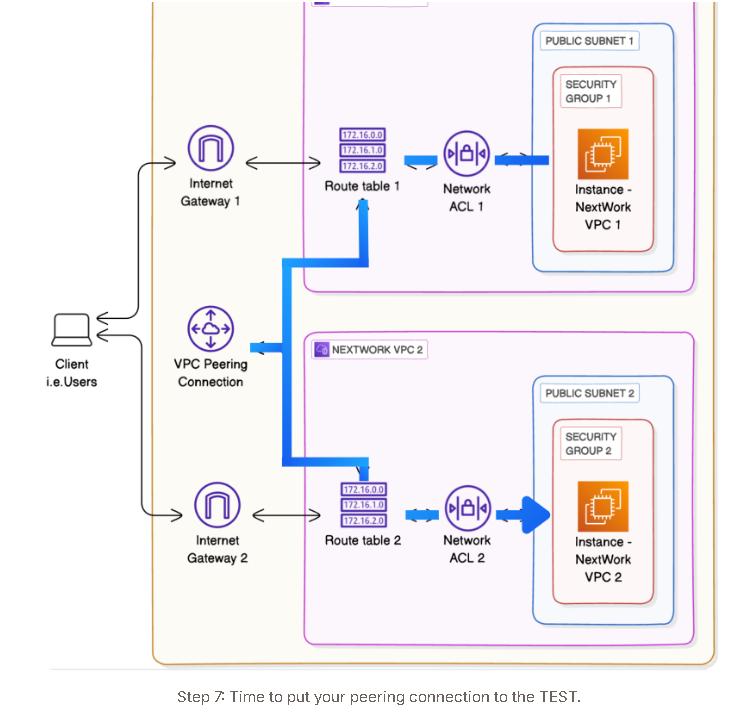 PUBLIC SUBNET 1
SECURITY
GROUP 1
172.16.0.0
172.16.1.0
172.16.2.0
Internet
Gateway 1
Route table 1
Network
ACL 1
Instance -
NextWork
VPC 1
Client
i.e.Users
VPC Peering
Connection
NEXTWORK VPC 2
PUBLIC SUBNET 2
SECURITY
GROUP 2
172.16.0.0
172.16.1.0
172.16.2.0
Internet
Gateway 2
Route table 2
Network
ACL 2
Instance -
NextWork
VPC 2
Step 7: Time to put your peering connection to the TEST.